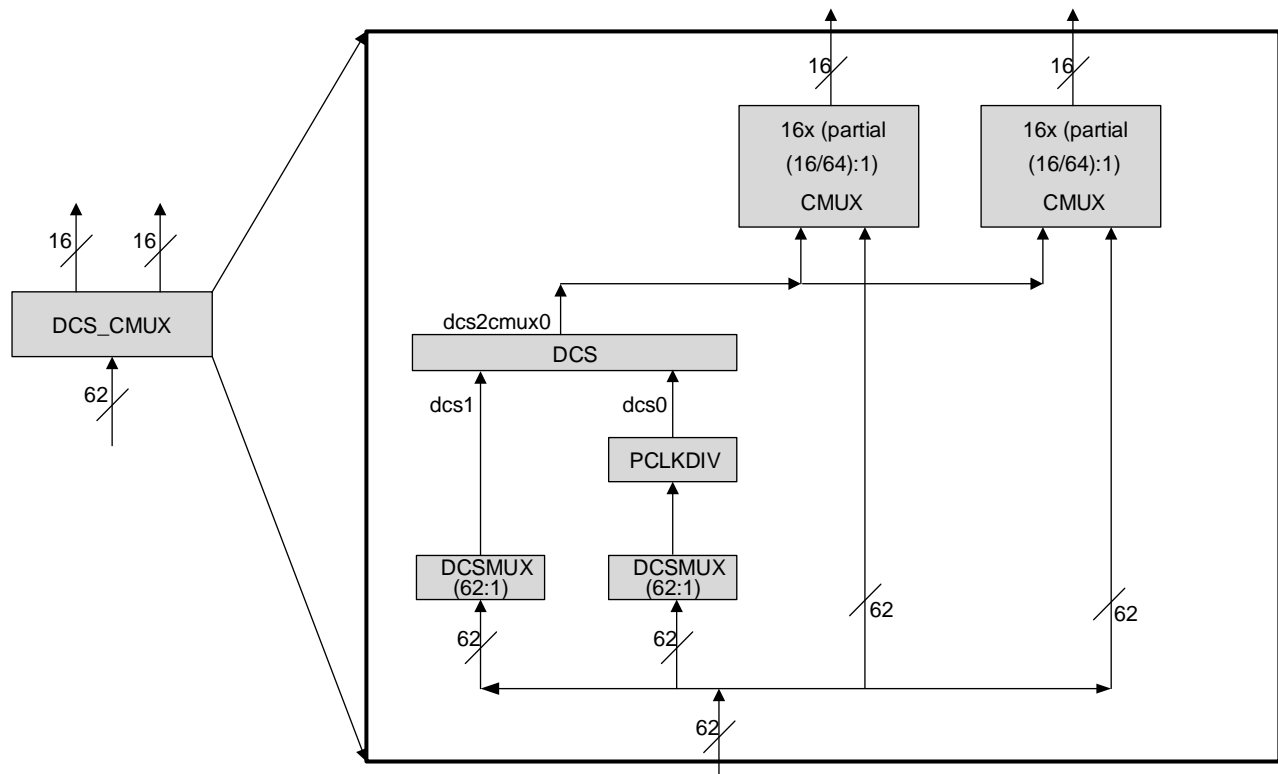 16
16
16x (partial
(16/64):1)
CMUX
16x (partial
(16/64):1)
CMUX
16
16
DCS_CMUX
62
dcs2cmux0
DCS
dcs1
dcs0
PCLKDIV
DCSMUX
(62:1)
DCSMUX
(62:1)
62
62
62
62
62